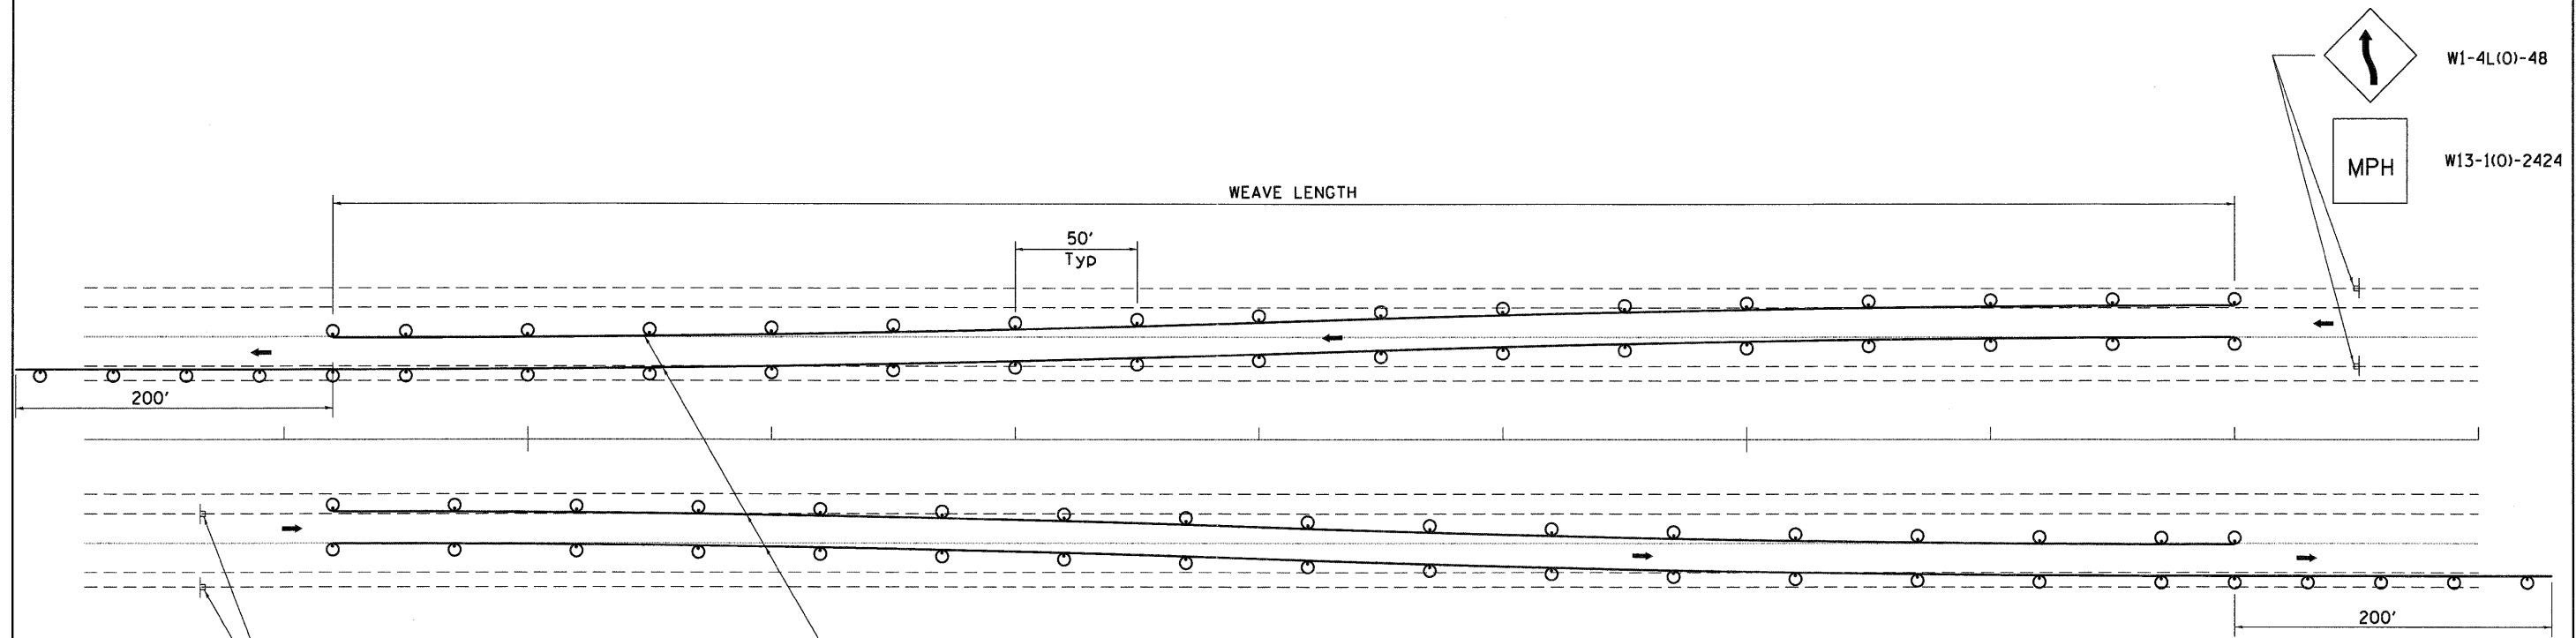 W1-4L(O)-48
MPH
W13-1(O)-2424
WEAVE LENGTH
50'
Typ
200'
200'